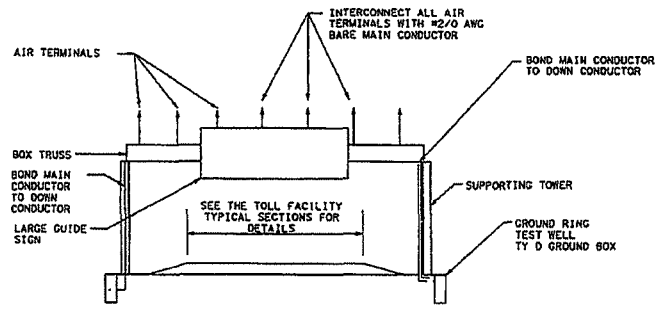 INTERCONNECT ALL AIR
TERMINALS WITH #2/0 AWG
BARE MAIN CONDUCTOR
AIR TERMINALS
BOND MAIN CONDUCTOR
TO DOWN CONDUCTOR
BOX TRUSS
BOND MAIN
CONDUCTOR
TO DOWN
CONDUCTOR
LARGE GUIDE
SIGN
SEE THE TOLL FACILITY
TYPICAL SECTIONS FOR
DETAILS
SUPPORTING TOWER
GROUND RING
TEST WELL
TY D GROUND BOX